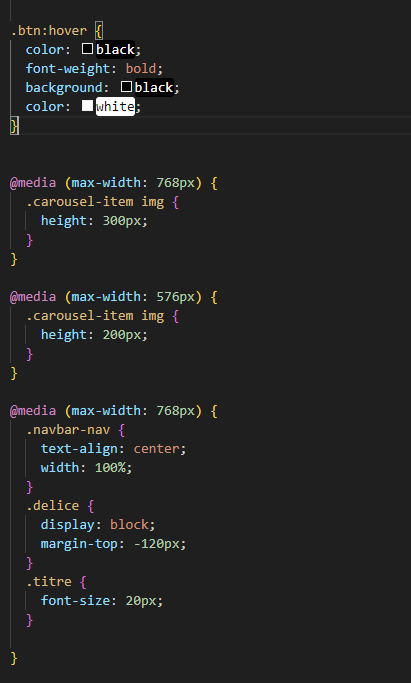 .btn:hover {
  color: black;
  font-weight: bold;
  background: black;
  color: white;
}
@media (max-width: 768px) {
  .carousel-item img {
    height: 300px;
  }
}
@media (max-width: 576px) {
  .carousel-item img {
    height: 200px;
  }
}
@media (max-width: 768px) {
  .navbar-nav {
    text-align: center;
    width: 100%;
  }
  .delice {
    display: block;
    margin-top: -120px;
  }
  .titre {
    font-size: 20px;
  }
}